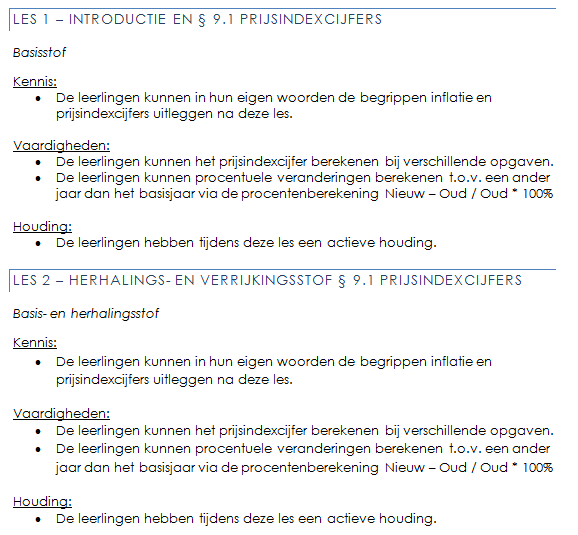 LES 1 – INTRODUCTIE EN § 9.1 PRIJSINDEXCIJFERS
Basisstof
Kennis:
• De leerlingen kunnen in hun eigen woorden de begrippen inflatie en
prijsindexcijfers uitleggen na deze les.
Vaardigheden:
• De leerlingen kunnen het prijsindexcijfer berekenen bij verschillende opgaven.
• De leerlingen kunnen procentuele veranderingen berekenen t.o.v. een ander
jaar dan het basisjaar via de procentenberekening Nieuw – Oud / Oud * 100%
Houding:
• De leerlingen hebben tijdens deze les een actieve houding.
LES 2 – HERHALINGS- EN VERRIJKINGSSTOF § 9.1 PRIJSINDEXCIJFERS
Basis- en herhalingsstof
Kennis:
• De leerlingen kunnen in hun eigen woorden de begrippen inflatie en
prijsindexcijfers uitleggen na deze les.
Vaardigheden:
• De leerlingen kunnen het prijsindexcijfer berekenen bij verschillende opgaven.
• De leerlingen kunnen procentuele veranderingen berekenen t.o.v. een ander
jaar dan het basisjaar via de procentenberekening Nieuw – Oud / Oud * 100%
Houding:
• De leerlingen hebben tijdens deze les een actieve houding.